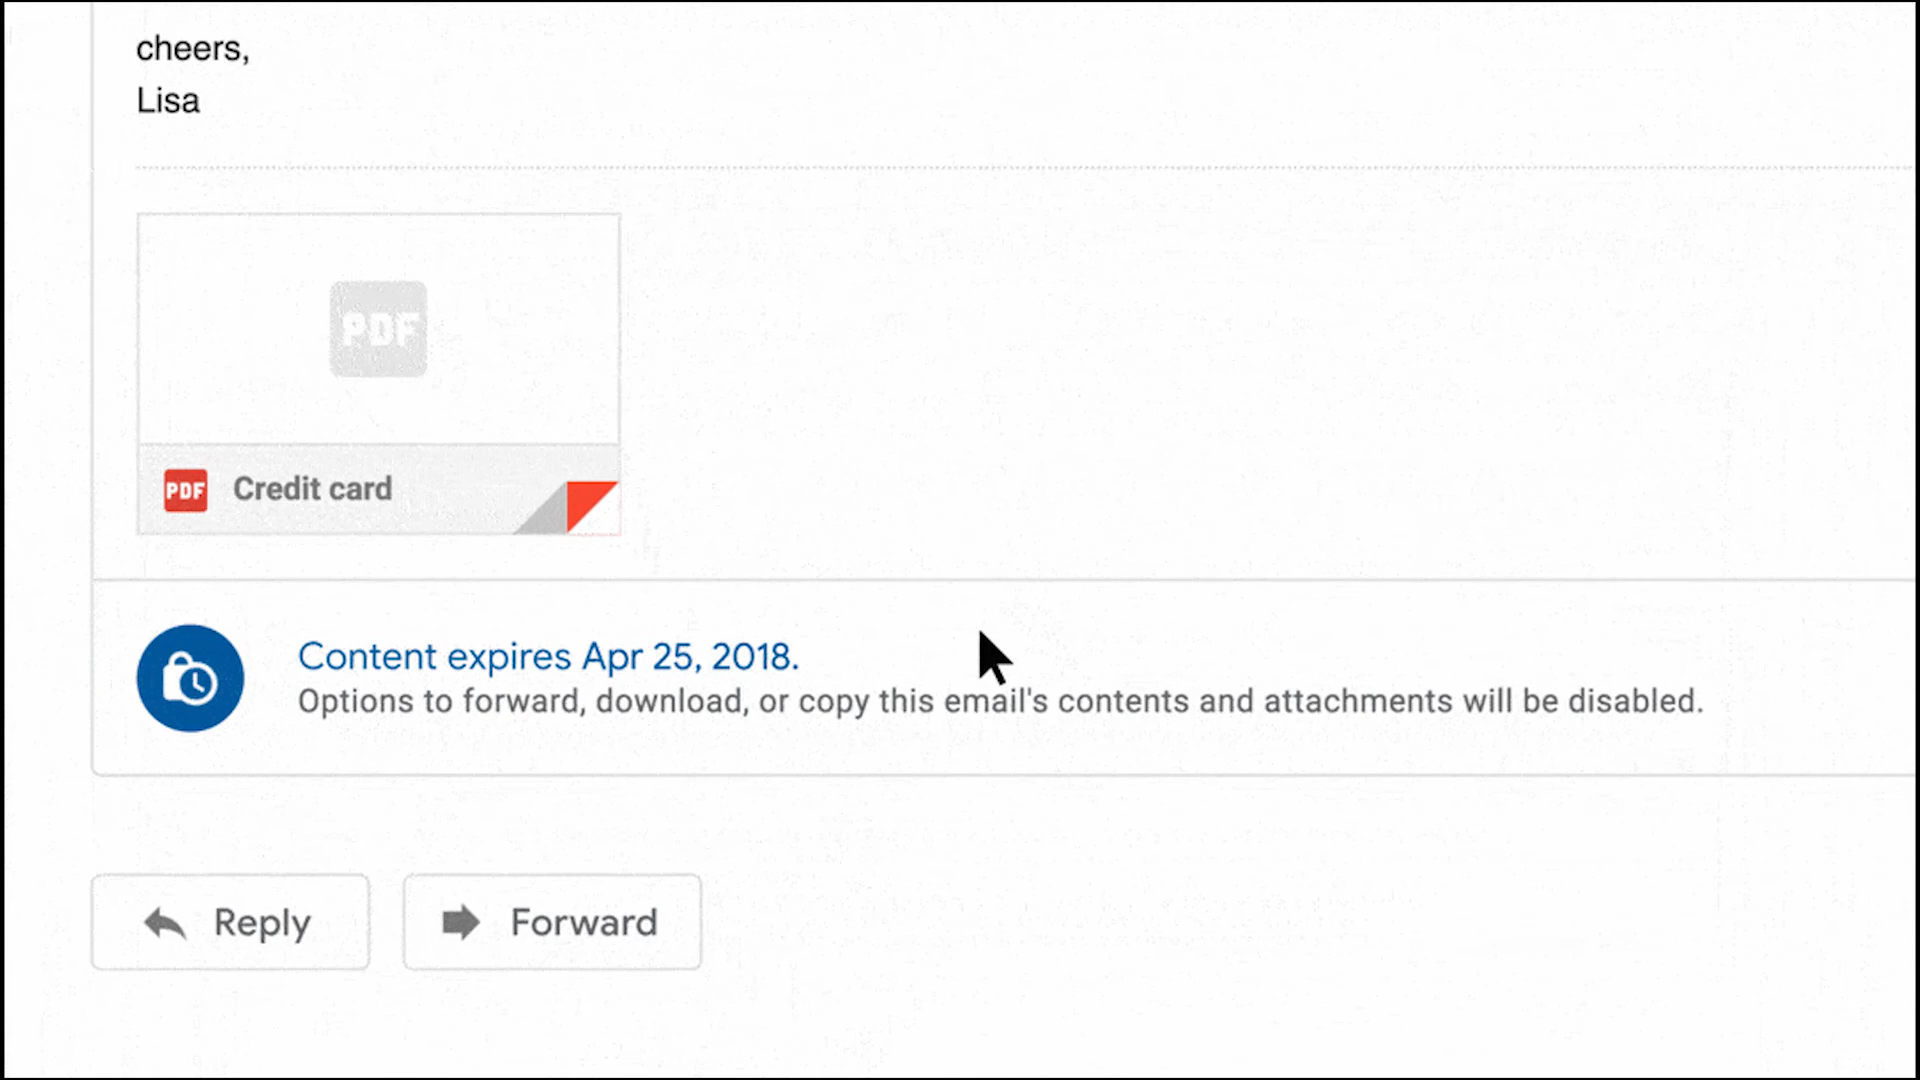 cheers,
Lisa
PDF
PDF Credit card
Content expires Apr 25, 2018.
Options to forward, download, or copy this email's contents and attachments will be disabled.
Reply Forward